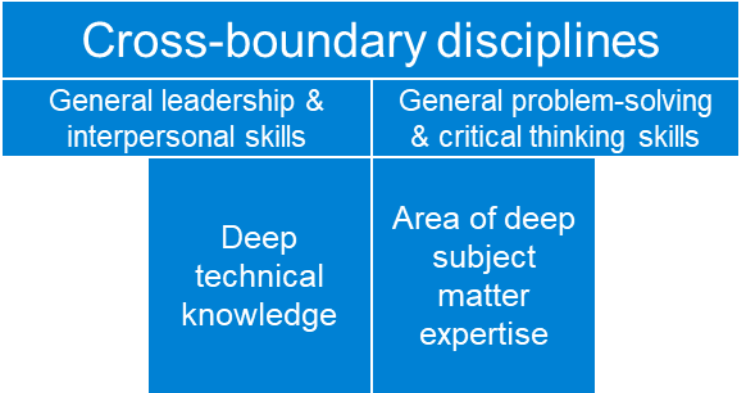 Cross-boundary disciplines
General leadership &
interpersonal skills
General problem-solving
& critical thinking skills
Deep
technical
knowledge
Area of deep
subject
matter
expertise